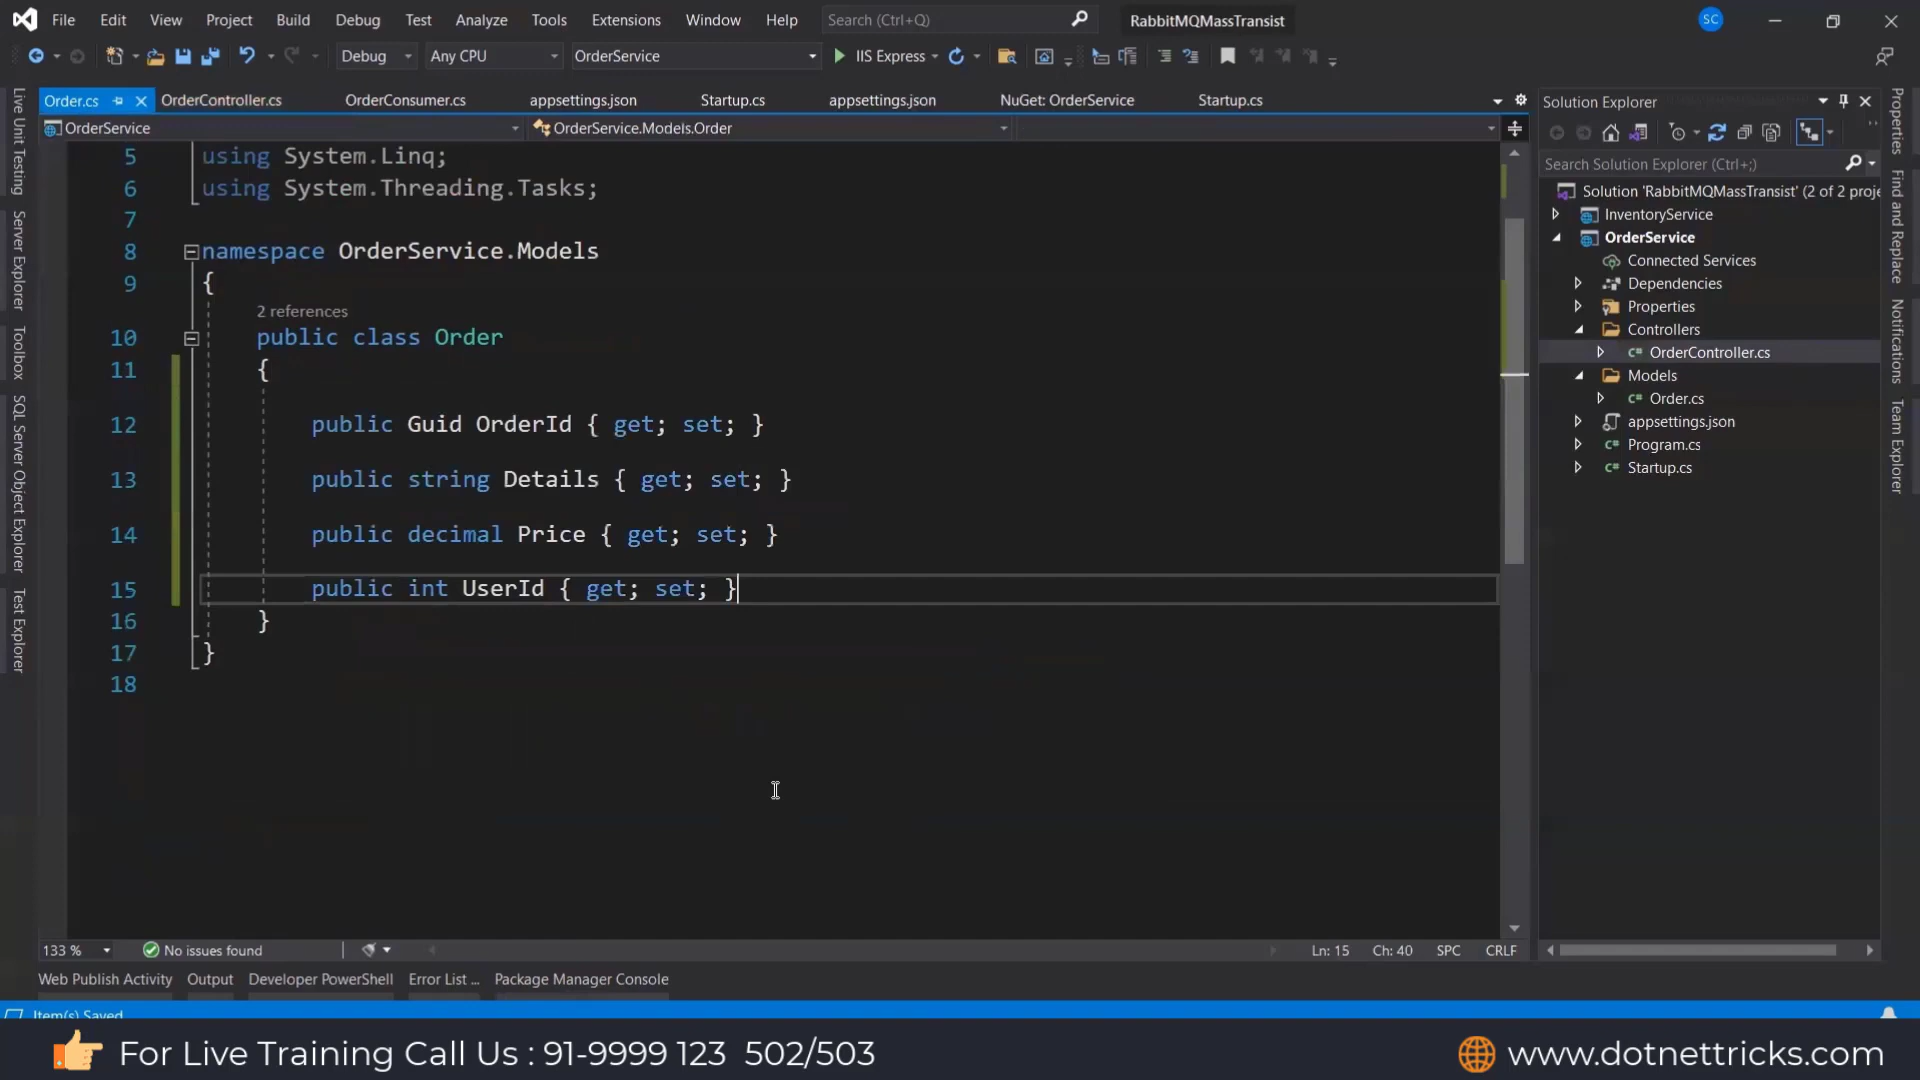 File Edit View Project Build Debug Test Analyze Tools Extensions Window Help Search (Ctrl+Q) RabbitMQMassTransist SC
Debug Any CPU OrderService IIS Express
Order.cs OrderController.cs OrderConsumer.cs appsettings.json Startup.cs appsettings.json NuGet: OrderService Startup.cs
OrderService OrderService.Models.Order
5 using System.Linq;
6 using System.Threading.Tasks;
7
8 namespace OrderService.Models
9 {
2 references
10 public class Order
11 {
12 public Guid OrderId { get; set; }
13 public string Details { get; set; }
14 public decimal Price { get; set; }
15 public int UserId { get; set; }
16 }
17 }
18
133 % No issues found Ln: 15 Ch: 40 SPC CRLF
Web Publish Activity Output Developer PowerShell Error List ... Package Manager Console
Item(s) Saved
Live Unit Testing
Server Explorer
Toolbox
SQL Server Object Explorer
Test Explorer
Solution Explorer
Search Solution Explorer (Ctrl+;)
Solution 'RabbitMQMassTransist' (2 of 2 proje
InventoryService
OrderService
Connected Services
Dependencies
Properties
Controllers
C# OrderController.cs
Models
C# Order.cs
appsettings.json
C# Program.cs
C# Startup.cs
Properties
Find and Replace
Notifications
Team Explorer
For Live Training Call Us : 91-9999 123 502/503
www.dotnettricks.com